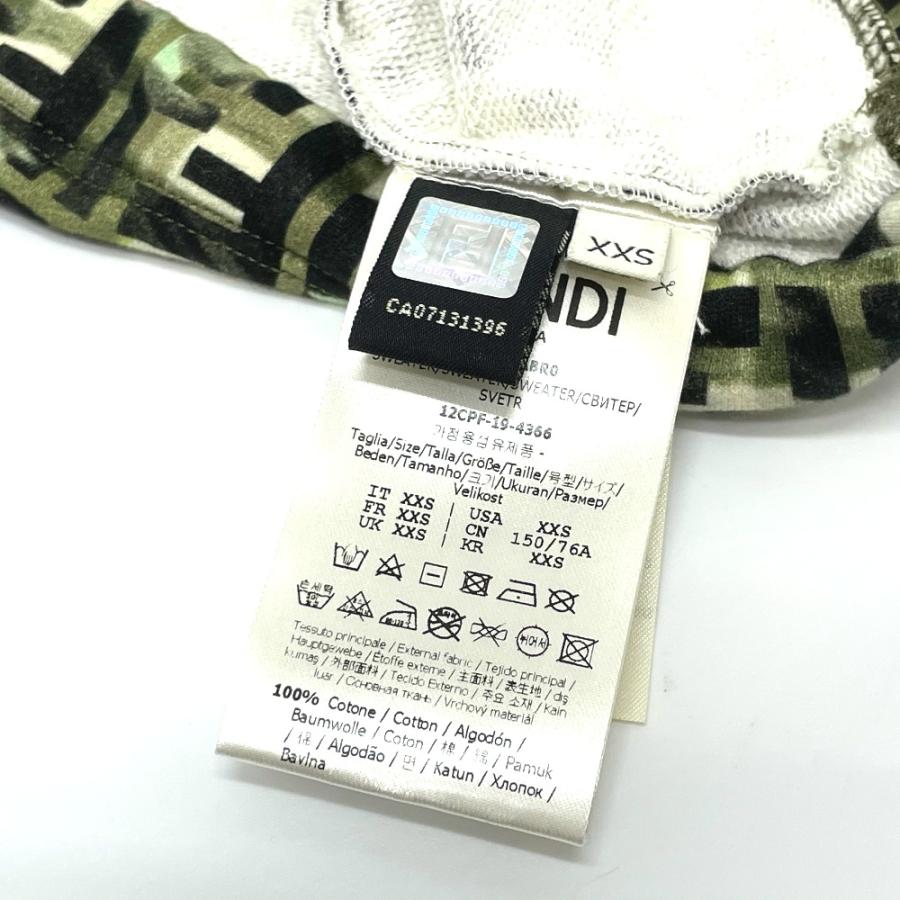 XXS
CA07131396
NDI
A
BR0
SWEATER/SWEATER/SWEATER/СВИТЕР/
SVETR
12CPF-19-4366
가정용섬유제품 -
Taglia/Size/Talla/Größe/Taille/号型/サイズ/
Beden/Tamanho/크기/Ukuran/Размер/
Velikost
IT XXS | USA XXS
FR XXS | CN 150/76A
UK XXS | KR XXS
손세탁
Tessuto principale / External fabric / Tejido principal /
Hauptgewebe / Étoffe externe / 主面料 / 表生地 / diş
kumaş / 外部面料 / Tecido Externo / 주요 소재 / Kain
luar / Основная ткань / Vrchový materiál
100% Cotone / Cotton / Algodón /
Baumwolle / Coton / 棉 / 綿 / Pamuk
/ 棉 / Algodão / 면 / Katun / Хлопок /
Bavlna